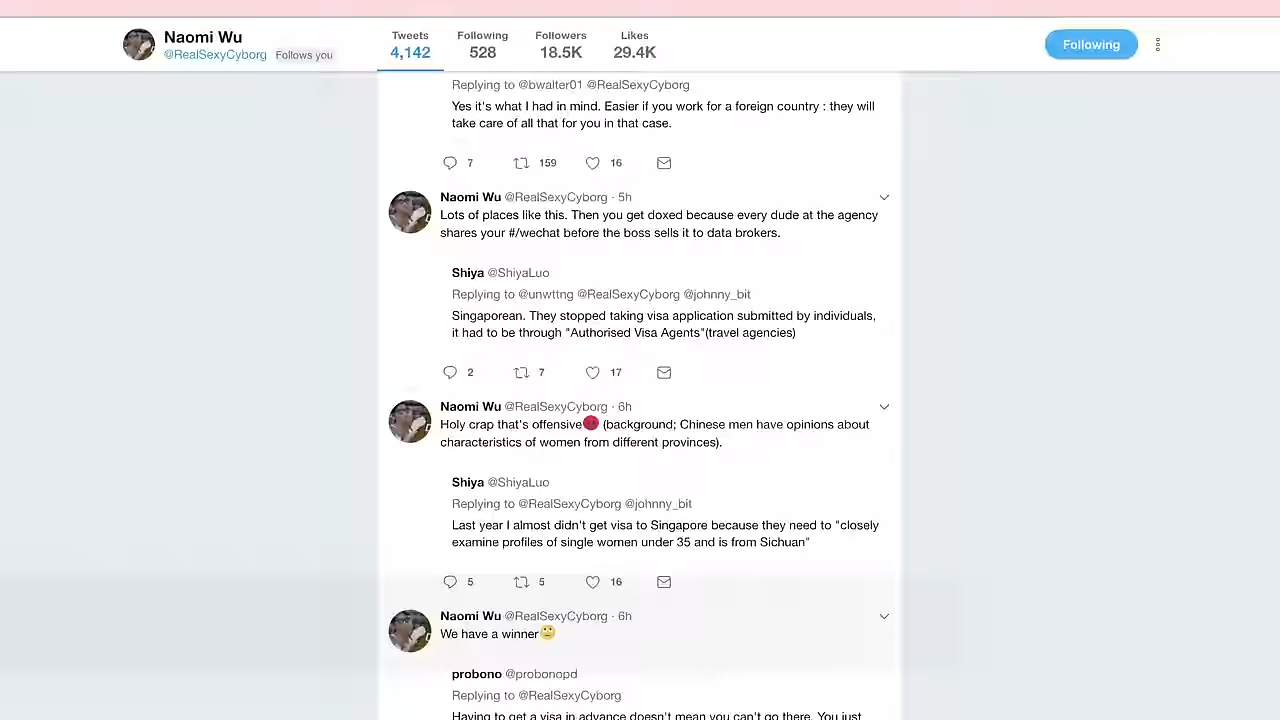 Naomi Wu
@RealSexyCyborg Follows you
Tweets
4,142
Following
528
Followers
18.5K
Likes
29.4K
Following
Replying to @bwalter01 @RealSexyCyborg
Yes it's what I had in mind. Easier if you work for a foreign country : they will
take care of all that for you in that case.
7 159 16
Naomi Wu @RealSexyCyborg · 5h
Lots of places like this. Then you get doxed because every dude at the agency
shares your #/wechat before the boss sells it to data brokers.
Shiya @ShiyaLuo
Replying to @unwttng @RealSexyCyborg @johnny_bit
Singaporean. They stopped taking visa application submitted by individuals,
it had to be through "Authorised Visa Agents"(travel agencies)
2 7 17
Naomi Wu @RealSexyCyborg · 6h
Holy crap that's offensive (background; Chinese men have opinions about
characteristics of women from different provinces).
Shiya @ShiyaLuo
Replying to @RealSexyCyborg @johnny_bit
Last year I almost didn't get visa to Singapore because they need to "closely
examine profiles of single women under 35 and is from Sichuan"
5 5 16
Naomi Wu @RealSexyCyborg · 6h
We have a winner🙄
probono @probonopd
Replying to @RealSexyCyborg
Having to get a visa in advance doesn't mean you can't go there. You just